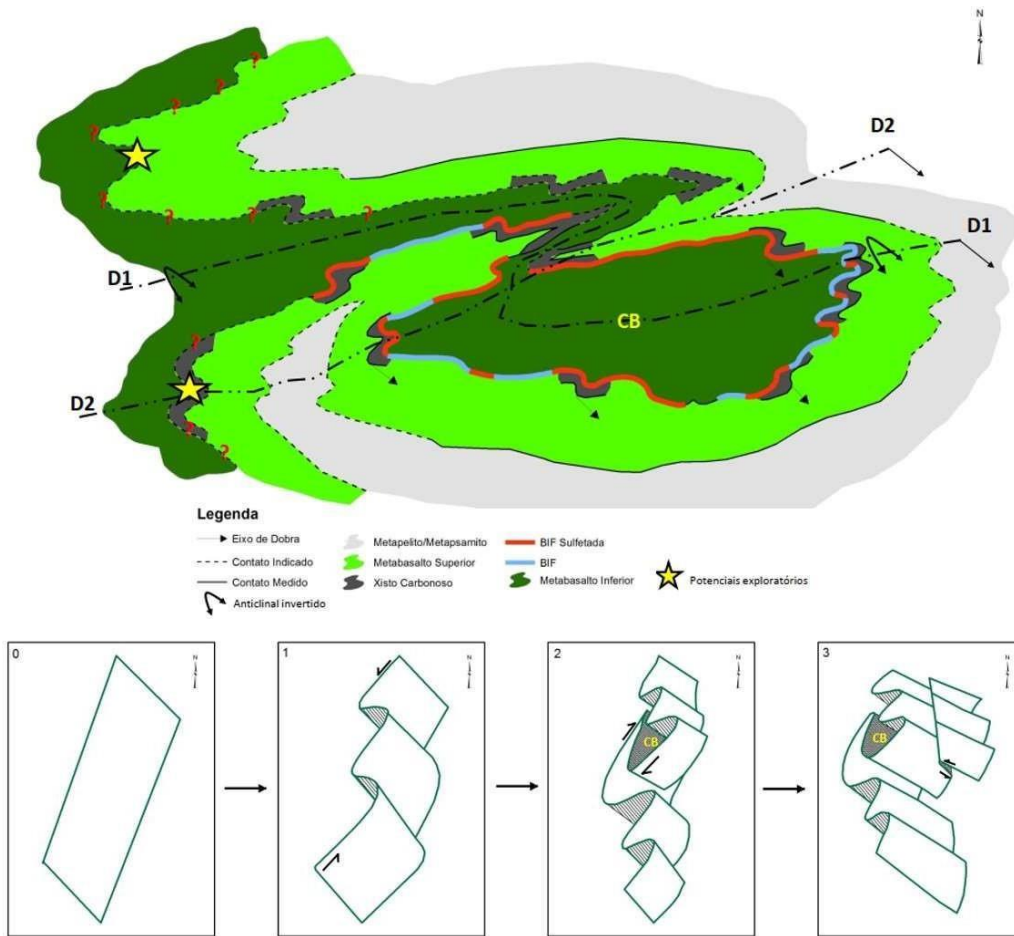 N
D2
D1
D1
CB
D2
?
?
?
?
?
?
?
?
?
?
?
Legenda
Eixo de Dobra
Contato Indicado
Contato Medido
Anticlinal invertido
Metapelito/Metapsamito
Metabasalto Superior
Xisto Carbonoso
BIF Sulfetada
BIF
Metabasalto Inferior
Potenciais exploratórios
0
N
1
N
2
N
CB
3
N
CB